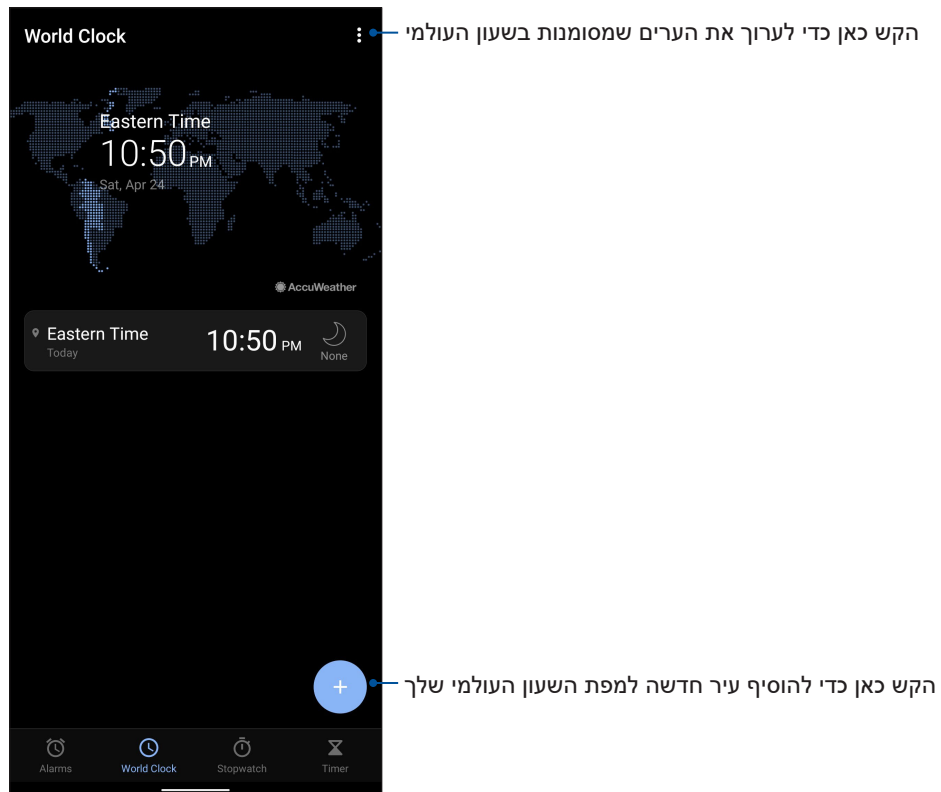 World Clock
הקש כאן כדי לערוך את הערים שמסומנות בשעון העולמי
Eastern Time
10:50 PM
Sat, Apr 24
AccuWeather
Eastern Time
Today
10:50 PM
None
+
הקש כאן כדי להוסיף עיר חדשה למפת השעון העולמי שלך
Alarms World Clock Stopwatch Timer